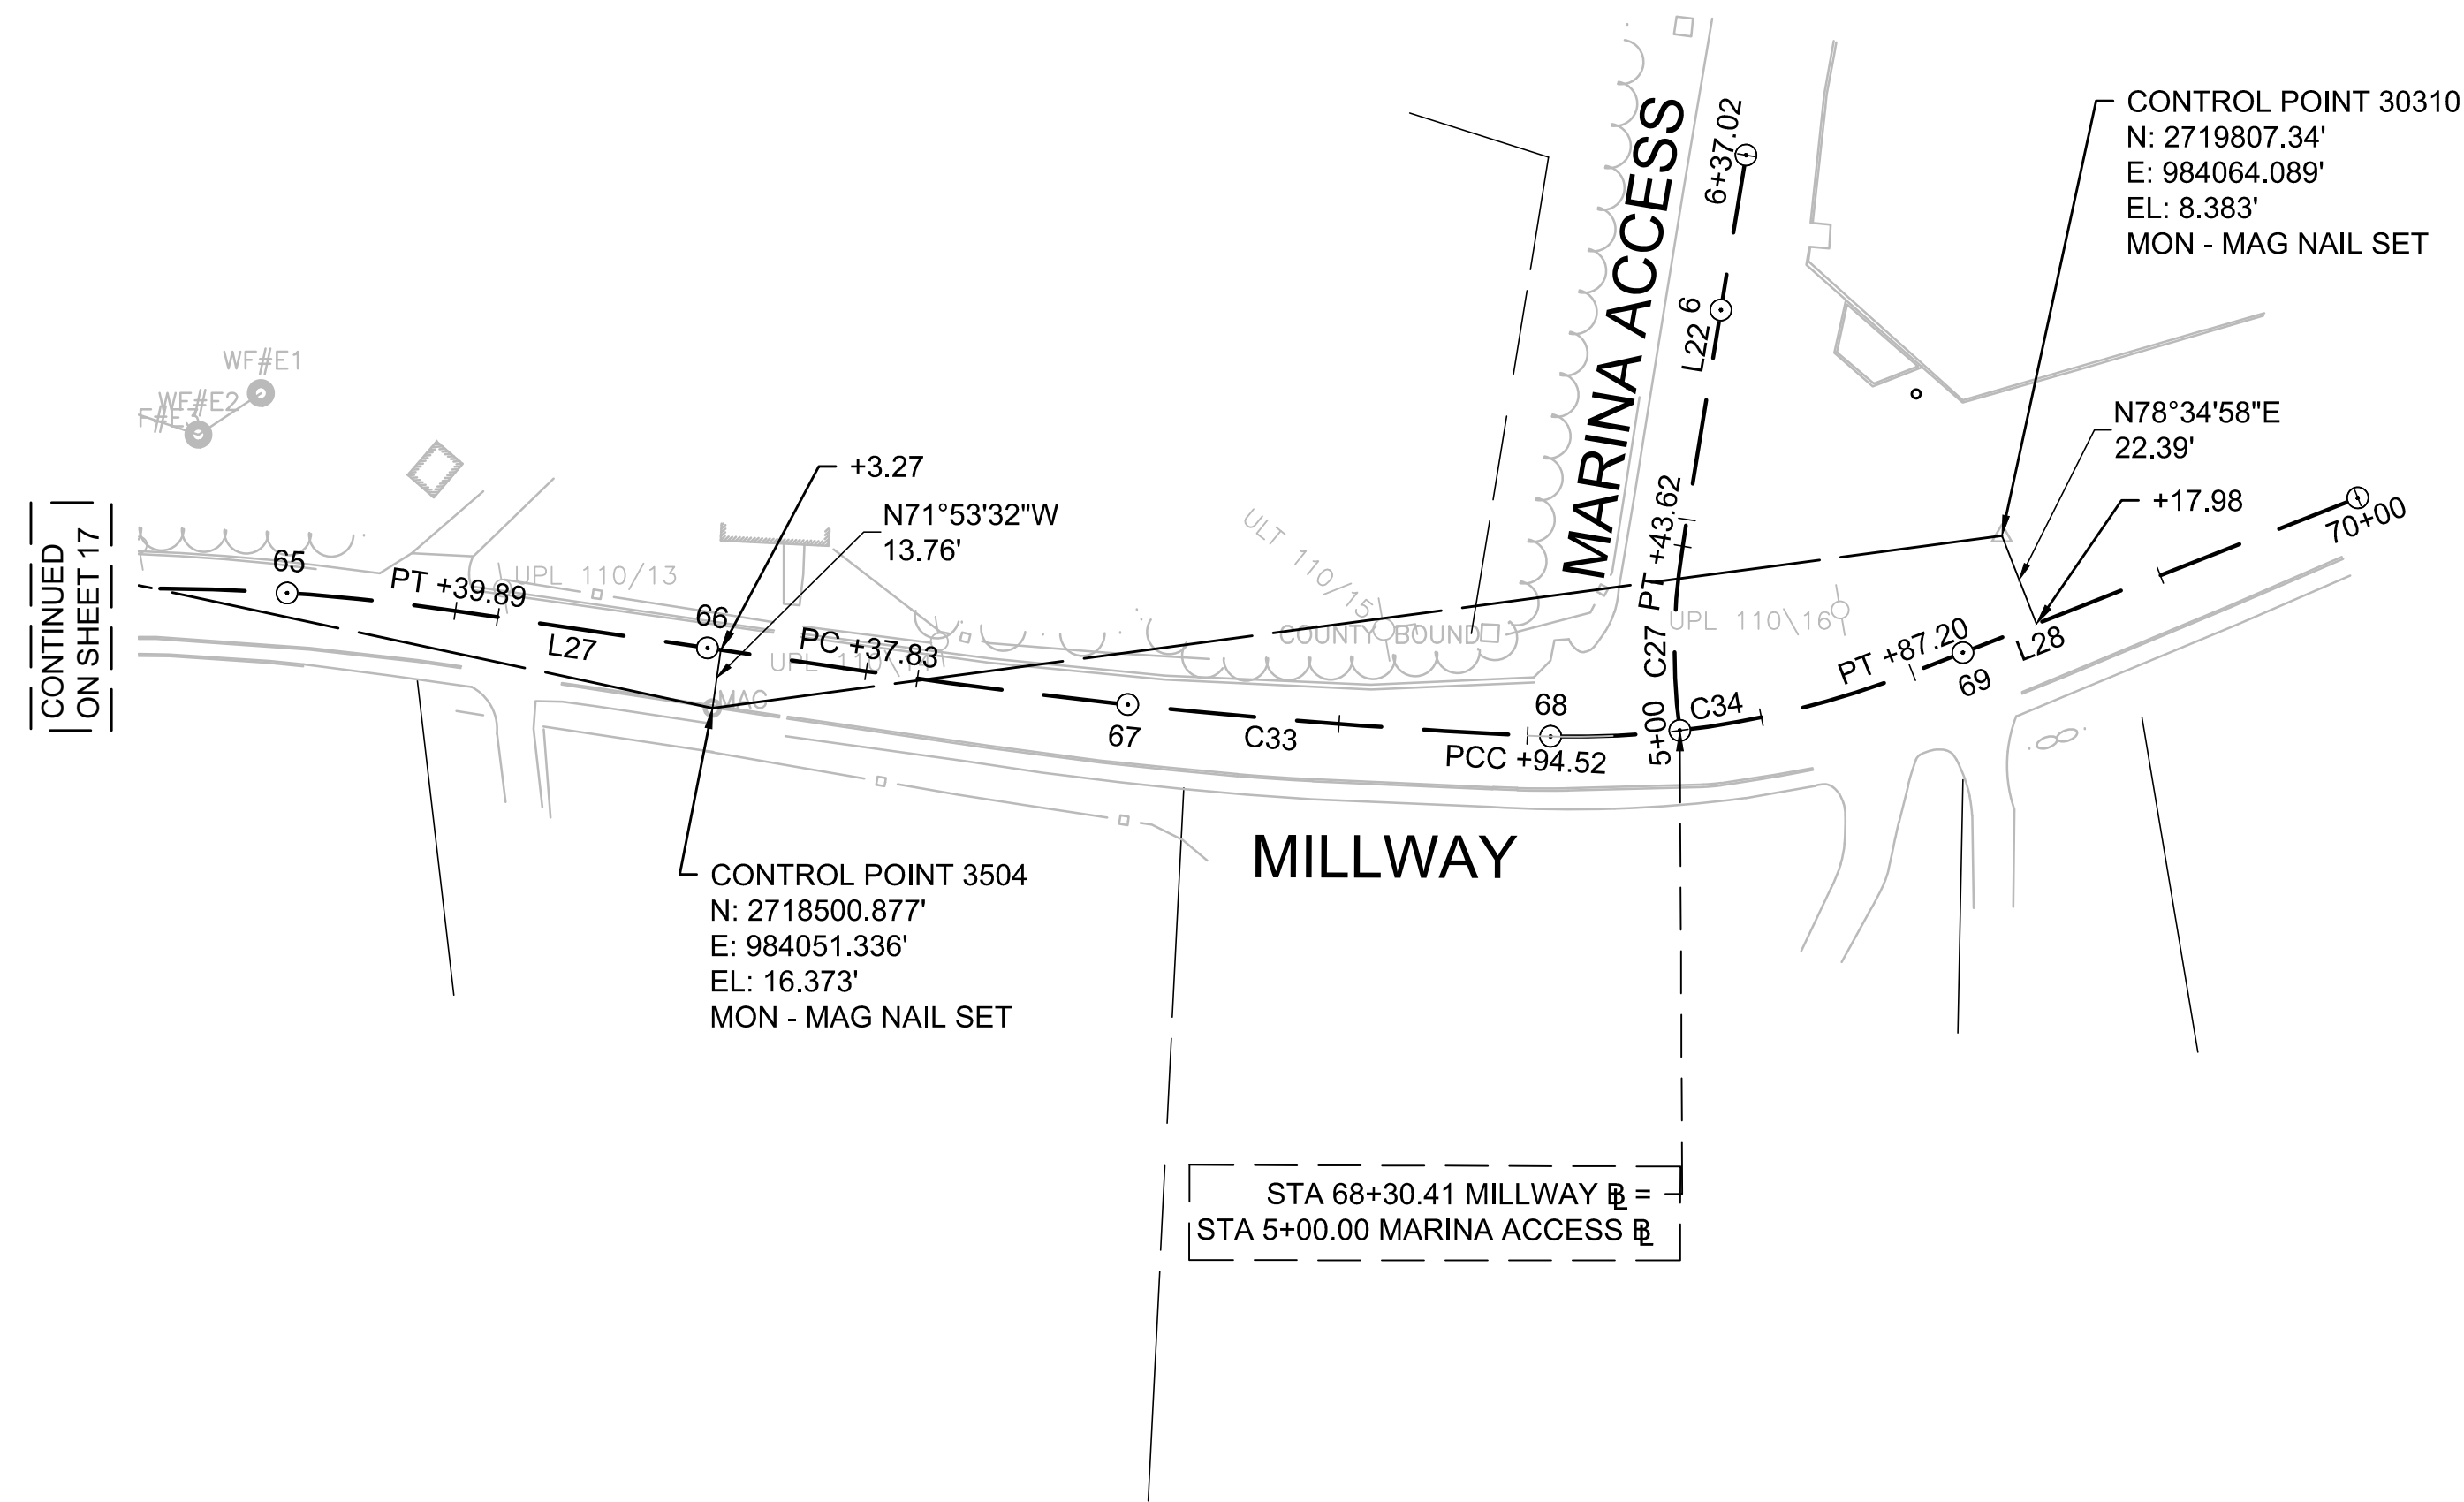 CONTROL POINT 30310
N: 2719807.34'
E: 984064.089'
EL: 8.383'
MON - MAG NAIL SET
MARINA ACCESS
6+37.02
L22
6
WF#E1
WF#E2
N78°34'58"E
22.39'
+17.98
70+00
+3.27
N71°53'32"W
13.76'
CONTINUED
ON SHEET 17
65
PT +39.89
UPL 110/13
L27
66
PC +37.83
MAG
67
ULT 110/15
COUNTY BOUND
C33
68
PCC +94.52
5+00
C27
PT +43.62
UPL 110\16
C34
PT +87.20
69
L28
MILLWAY
CONTROL POINT 3504
N: 2718500.877'
E: 984051.336'
EL: 16.373'
MON - MAG NAIL SET
STA 68+30.41 MILLWAY BL =
STA 5+00.00 MARINA ACCESS BL